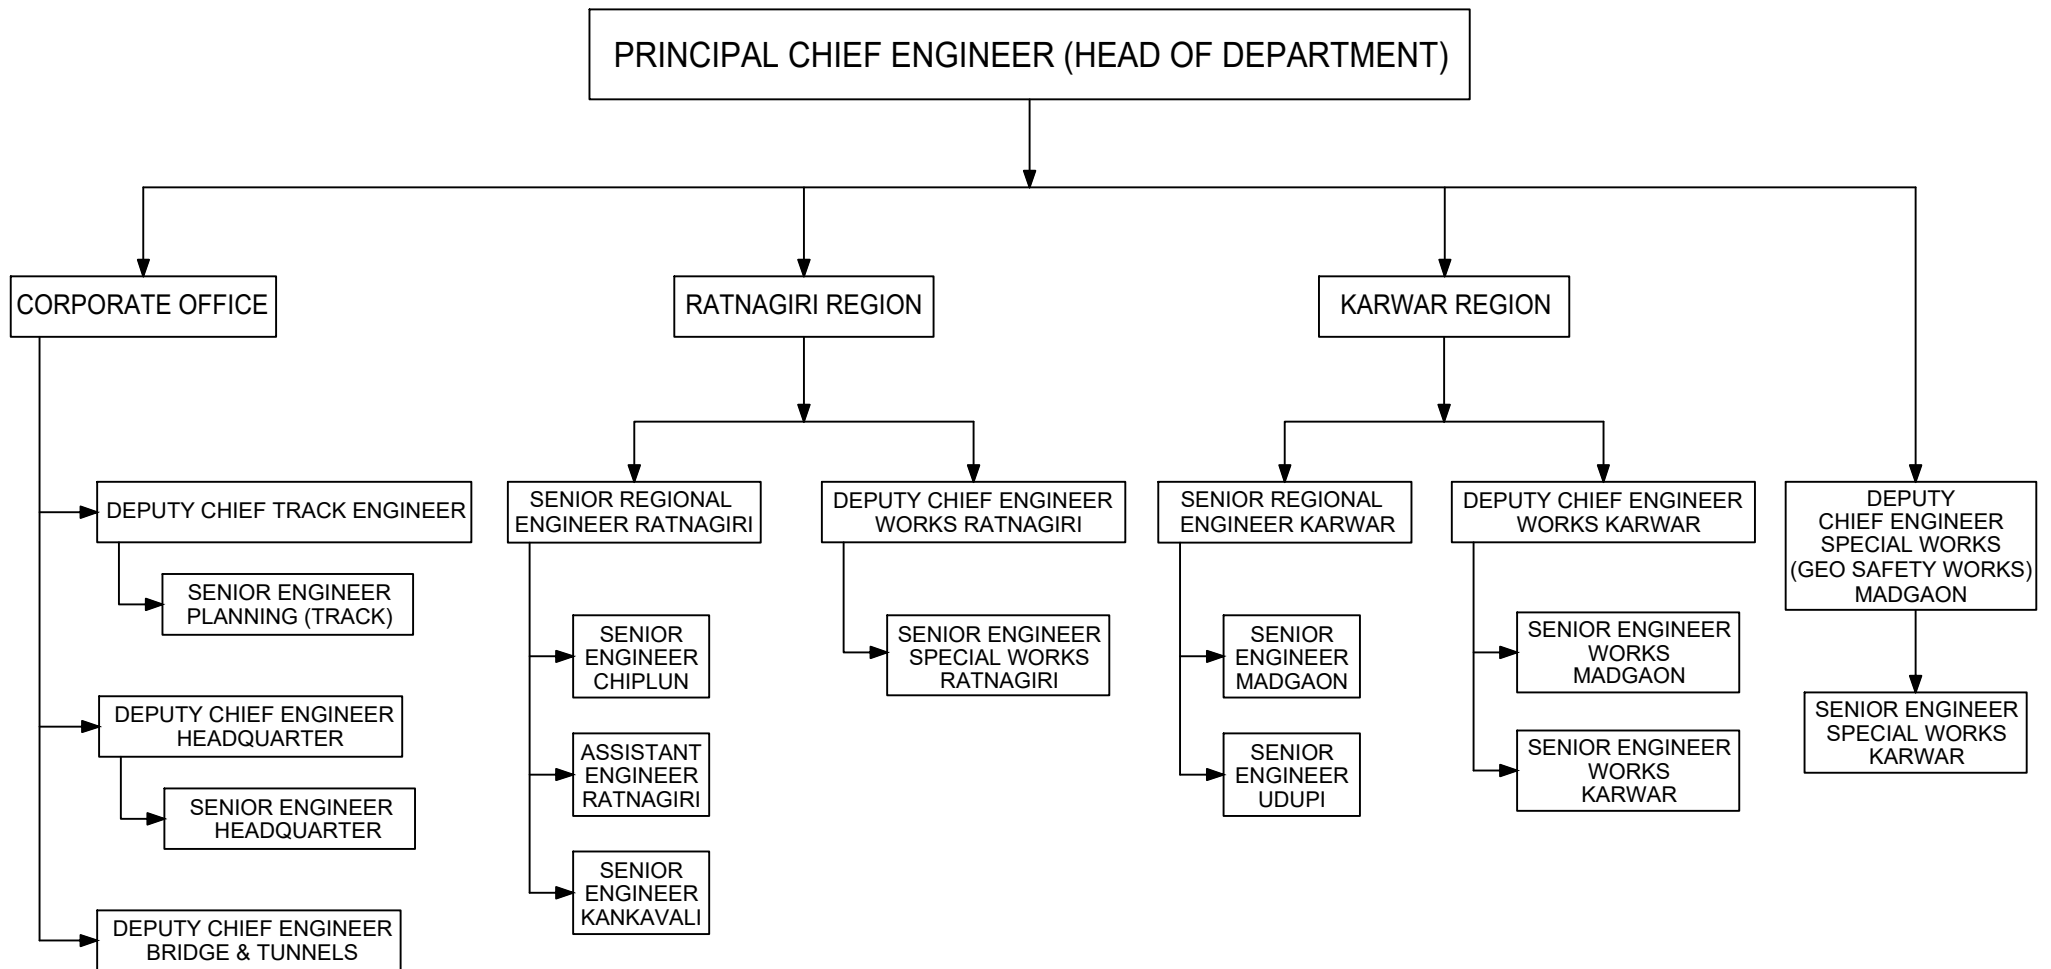 PRINCIPAL CHIEF ENGINEER (HEAD OF DEPARTMENT)
CORPORATE OFFICE
RATNAGIRI REGION
KARWAR REGION
DEPUTY CHIEF TRACK ENGINEER
SENIOR ENGINEER
PLANNING (TRACK)
DEPUTY CHIEF ENGINEER
HEADQUARTER
SENIOR ENGINEER
HEADQUARTER
DEPUTY CHIEF ENGINEER
BRIDGE & TUNNELS
SENIOR REGIONAL
ENGINEER RATNAGIRI
SENIOR
ENGINEER
CHIPLUN
ASSISTANT
ENGINEER
RATNAGIRI
SENIOR
ENGINEER
KANKAVALI
DEPUTY CHIEF ENGINEER
WORKS RATNAGIRI
SENIOR ENGINEER
SPECIAL WORKS
RATNAGIRI
SENIOR REGIONAL
ENGINEER KARWAR
SENIOR
ENGINEER
MADGAON
SENIOR
ENGINEER
UDUPI
DEPUTY CHIEF ENGINEER
WORKS KARWAR
SENIOR ENGINEER
WORKS
MADGAON
SENIOR ENGINEER
WORKS
KARWAR
DEPUTY
CHIEF ENGINEER
SPECIAL WORKS
(GEO SAFETY WORKS)
MADGAON
SENIOR ENGINEER
SPECIAL WORKS
KARWAR